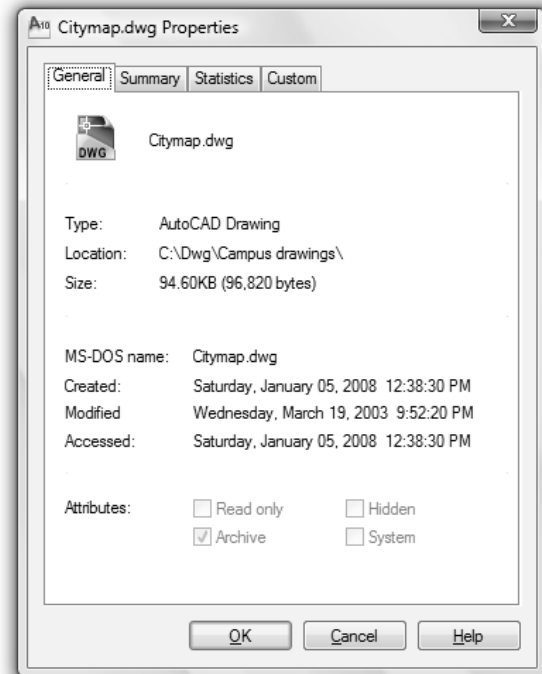 A10 Citymap.dwg Properties
X
General Summary Statistics Custom
DWG Citymap.dwg
Type: AutoCAD Drawing
Location: C:\Dwg\Campus drawings\
Size: 94.60KB (96,820 bytes)
MS-DOS name: Citymap.dwg
Created: Saturday, January 05, 2008 12:38:30 PM
Modified Wednesday, March 19, 2003 9:52:20 PM
Accessed: Saturday, January 05, 2008 12:38:30 PM
Attributes: Read only Hidden
Archive System
OK Cancel Help